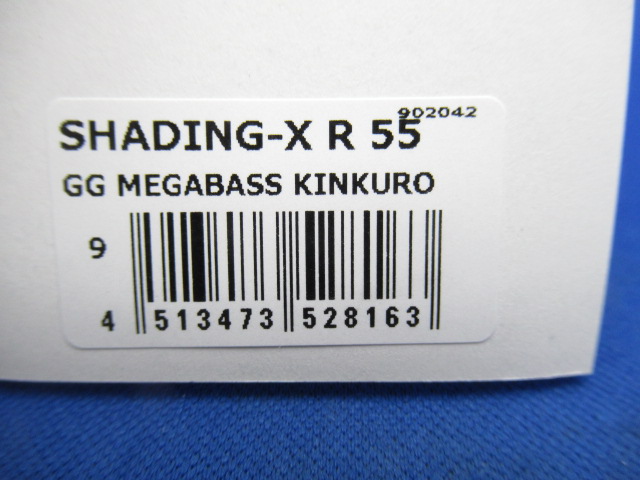 902042
SHADING-X R 55
GG MEGABASS KINKURO
9
4 513473 528163